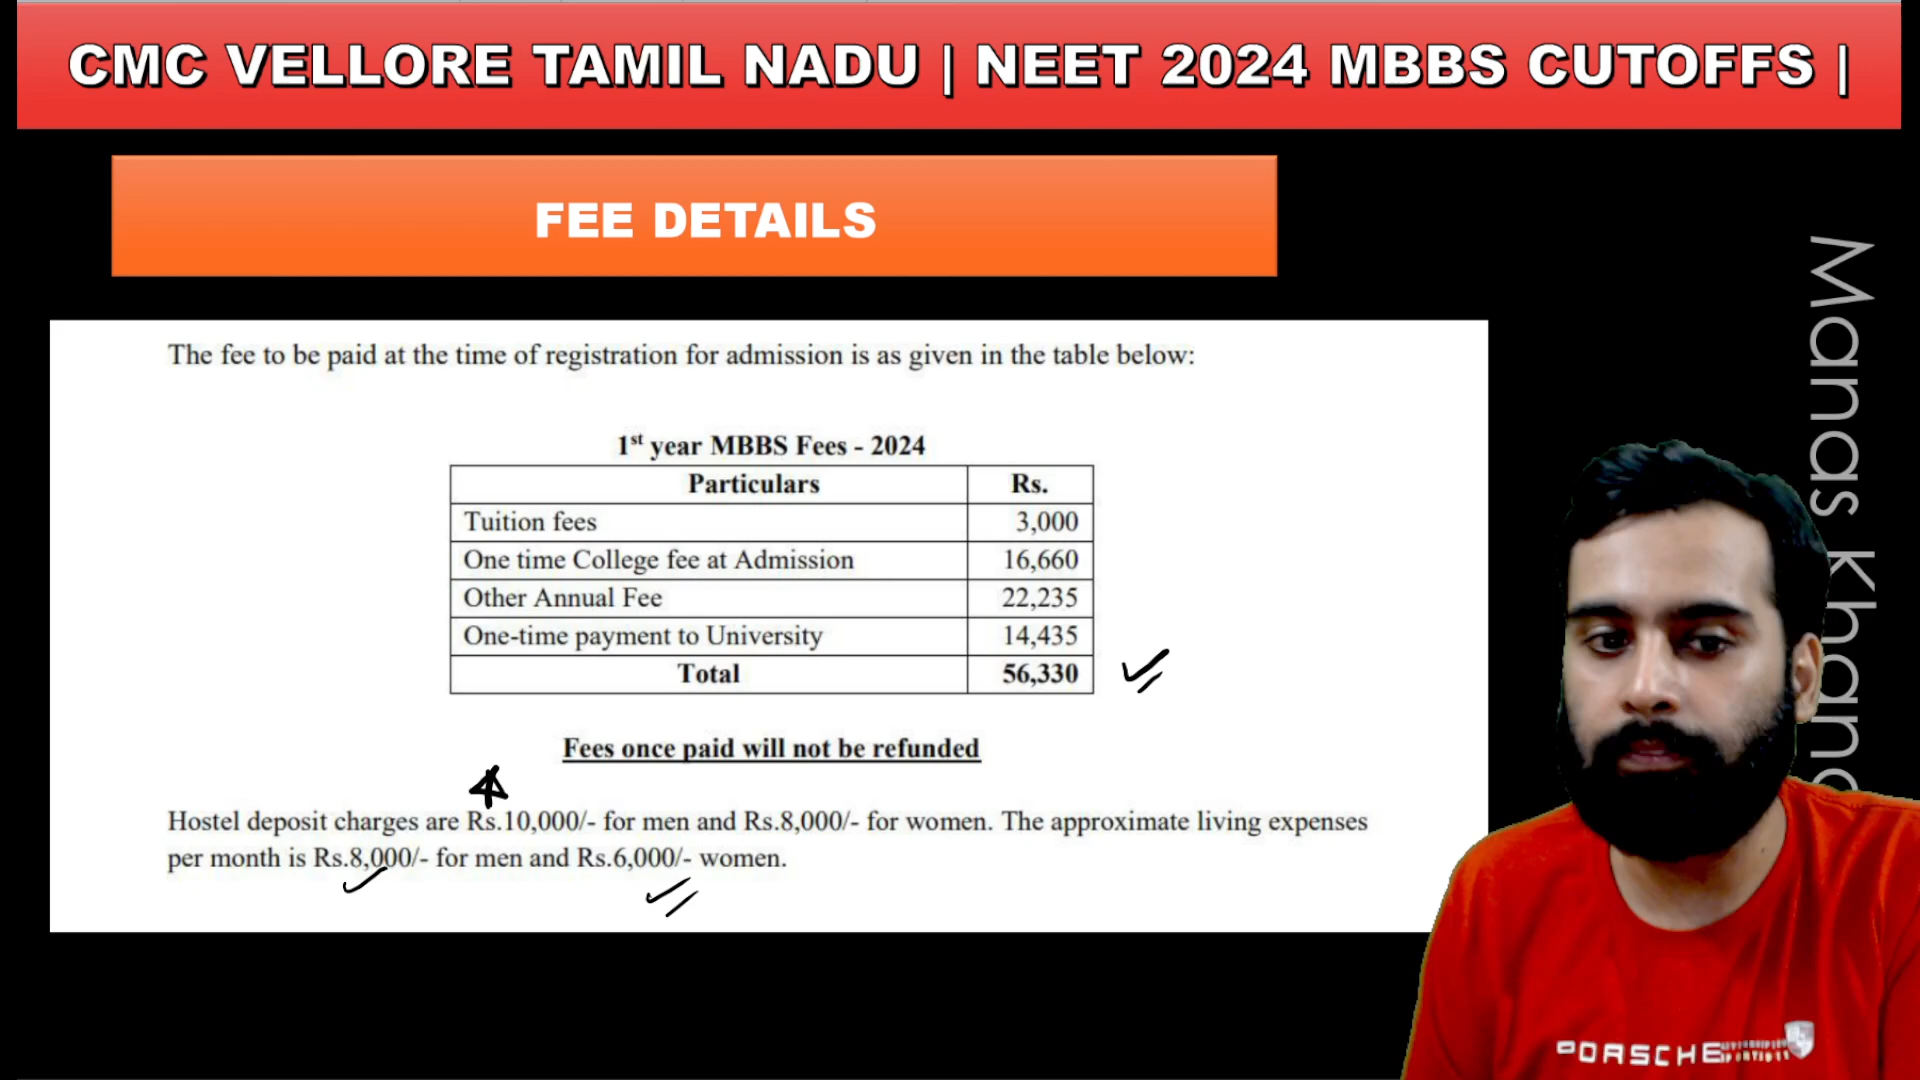 CMC VELLORE TAMIL NADU | NEET 2024 MBBS CUTOFFS |
FEE DETAILS
The fee to be paid at the time of registration for admission is as given in the table below:
1st year MBBS Fees - 2024
Particulars Rs.
Tuition fees 3,000
One time College fee at Admission 16,660
Other Annual Fee 22,235
One-time payment to University 14,435
Total 56,330
Fees once paid will not be refunded
Hostel deposit charges are Rs.10,000/- for men and Rs.8,000/- for women. The approximate living expenses
per month is Rs.8,000/- for men and Rs.6,000/- women.
Manas Khan
PORSCHE